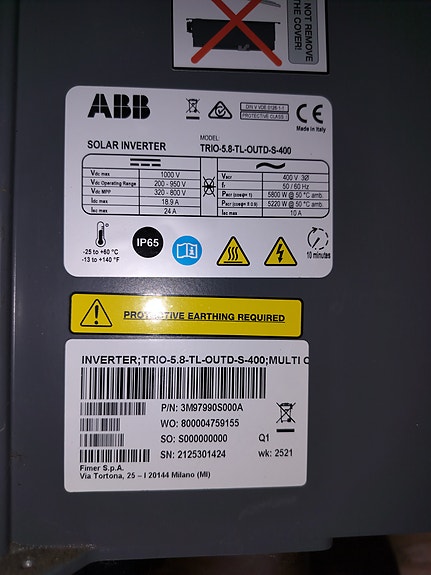 DO NOT REMOVE
THE COVER!
ABB
DIN V VDE 0126-1-1
PROTECTIVE CLASS I
CE
Made in Italy
SOLAR INVERTER
MODEL:
TRIO-5.8-TL-OUTD-S-400
Vdc max 1000 V
Vdc Operating Range 200 - 950 V
Vdc MPP 320 - 800 V
Idc max 18.9 A
Isc max 24 A
Vacr 400 V 3Ø
fr 50 / 60 Hz
Pacr (cosφ= 1) 5800 W @ 50 °C amb.
Pacr (cosφ=± 0.9) 5220 W @ 50 °C amb.
Iac max 10 A
-25 to +60 °C
-13 to +140 °F
IP65
10 minutes
PROTECTIVE EARTHING REQUIRED
INVERTER;TRIO-5.8-TL-OUTD-S-400;MULTI C
P/N: 3M97990S000A
WO: 800004759155
SO: S000000000
Q1
SN: 2125301424
wk: 2521
Fimer S.p.A.
Via Tortona, 25 – I 20144 Milano (MI)